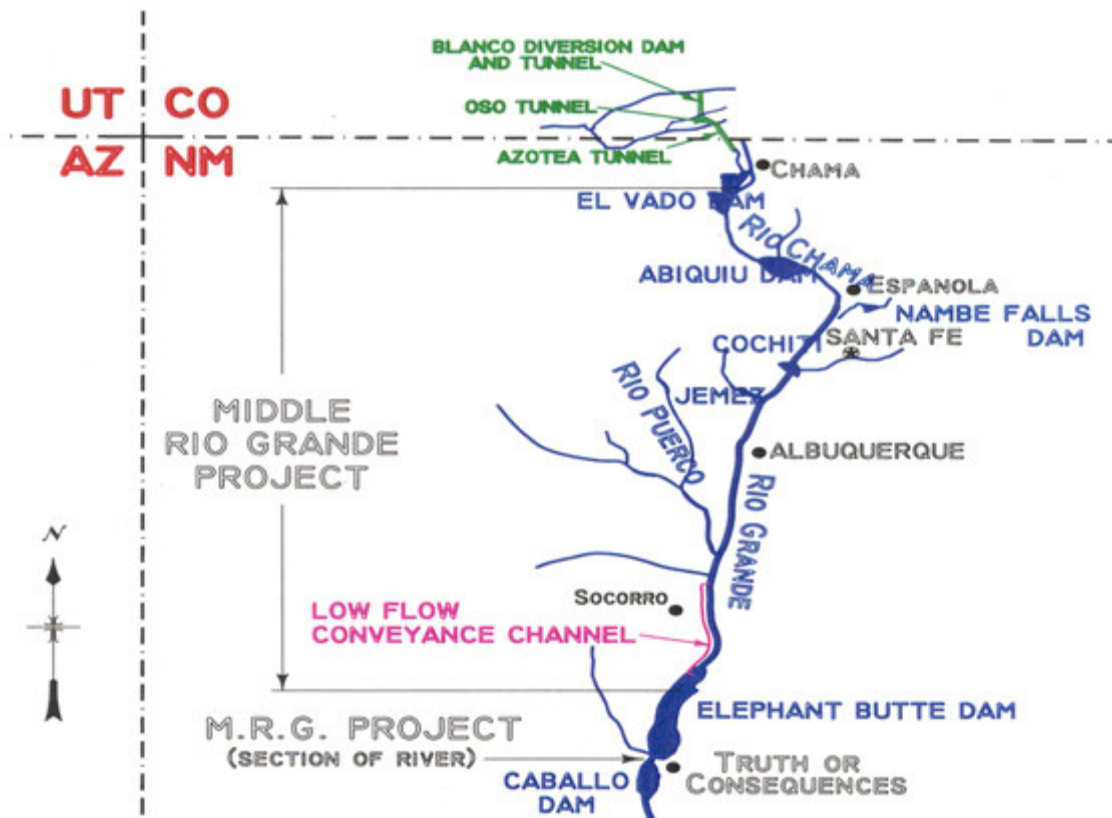 BLANCO DIVERSION DAM
AND TUNNEL
UT CO
OSO TUNNEL
AZ NM
AZOTEA TUNNEL
CHAMA
EL VADO DAM
RIO CHAMA
ABIQUIU DAM
ESPANOLA
NAMBE FALLS
DAM
COCHITI
SANTA FE
JEMEZ
RIO PUERCO
MIDDLE
RIO GRANDE
PROJECT
ALBUQUERQUE
RIO GRANDE
N
SOCORRO
LOW FLOW
CONVEYANCE CHANNEL
ELEPHANT BUTTE DAM
M.R.G. PROJECT
(SECTION OF RIVER)
TRUTH OR
CONSEQUENCES
CABALLO
DAM